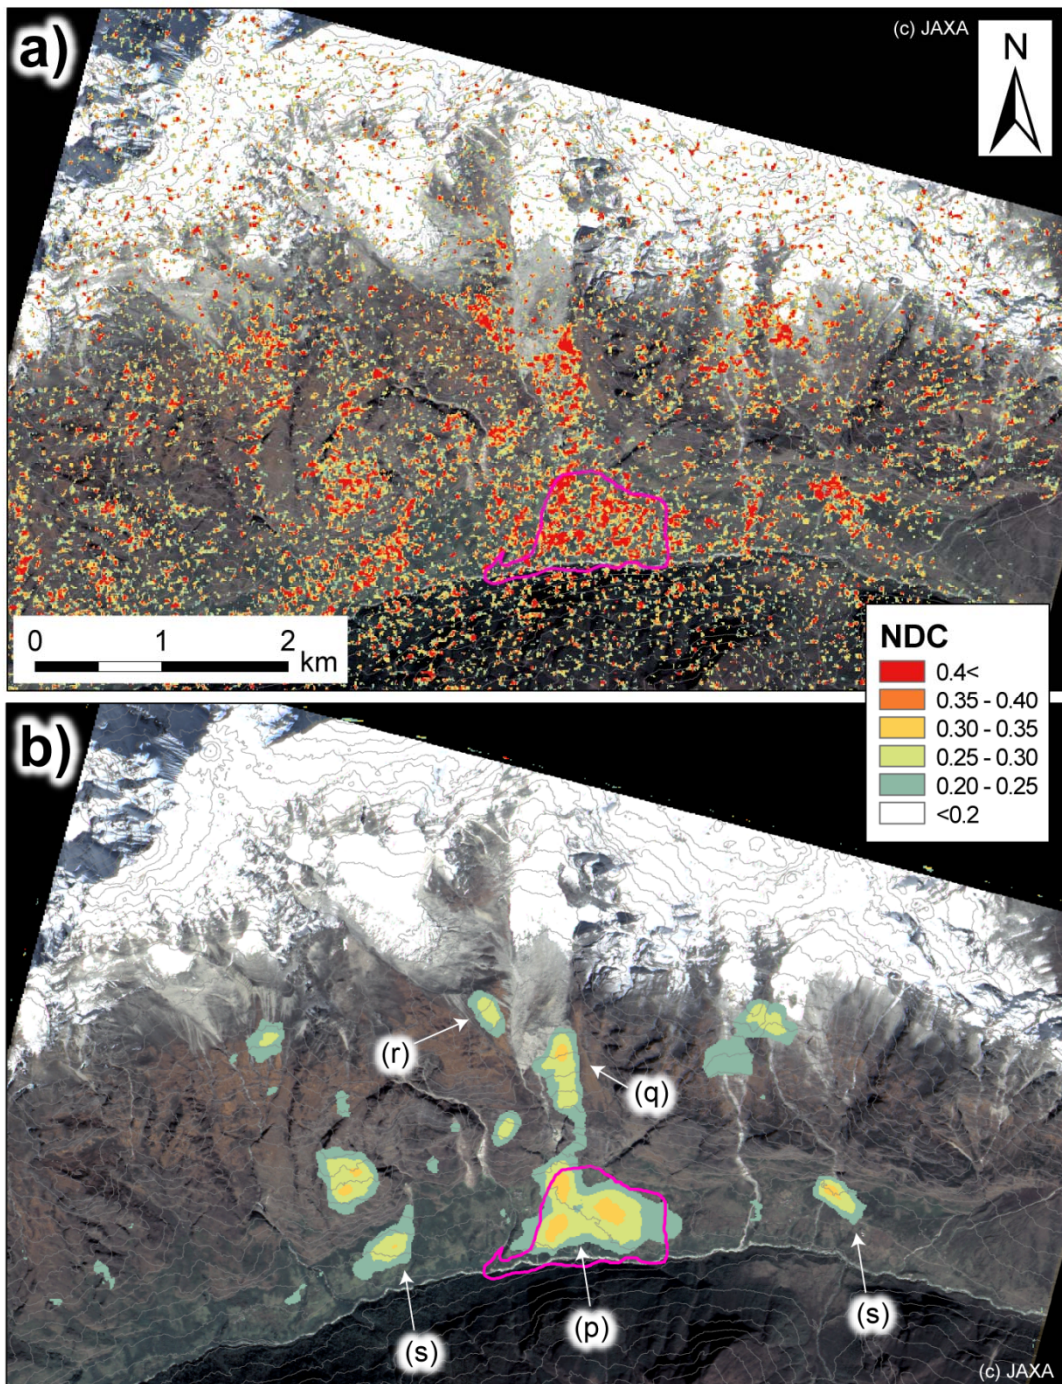 a)
(c) JAXA
N
0 1 2
km
NDC
0.4<
0.35 - 0.40
0.30 - 0.35
0.25 - 0.30
0.20 - 0.25
<0.2
b)
(r)
(q)
(s)
(p)
(s)
(c) JAXA